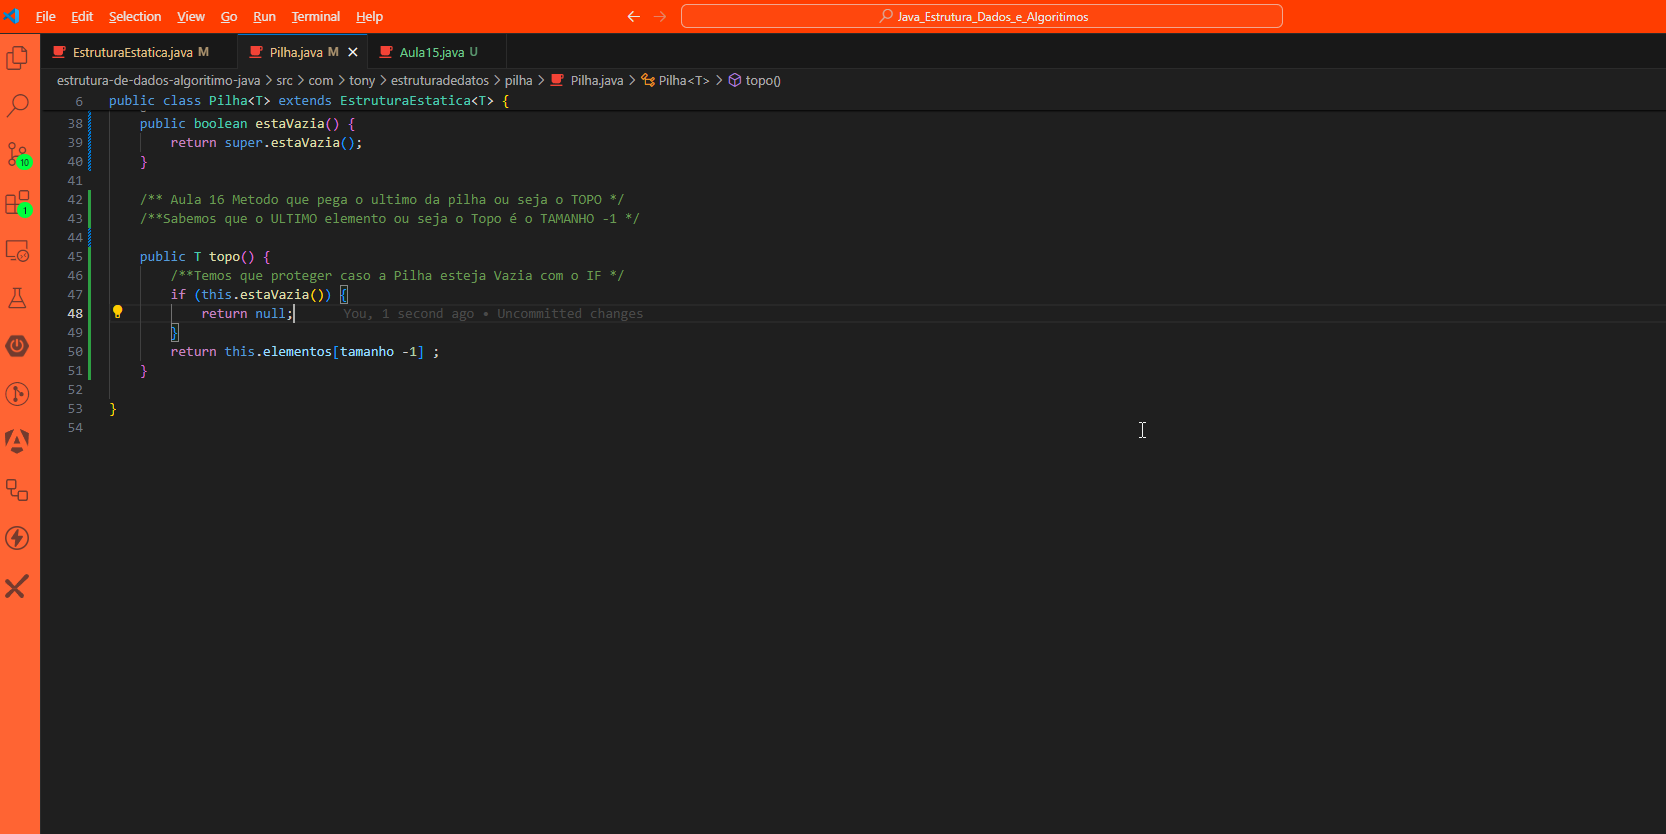 File Edit Selection View Go Run Terminal Help
Java_Estrutura_Dados_e_Algoritimos
EstruturaEstatica.java M
Pilha.java M
Aula15.java U
estrutura-de-dados-algoritimo-java > src > com > tony > estruturadedatos > pilha > Pilha.java > Pilha<T> > topo()
6 public class Pilha<T> extends EstruturaEstatica<T> {
38 public boolean estaVazia() {
39 return super.estaVazia();
40 }
41
42 /** Aula 16 Metodo que pega o ultimo da pilha ou seja o TOPO */
43 /**Sabemos que o ULTIMO elemento ou seja o Topo é o TAMANHO -1 */
44
45 public T topo() {
46 /**Temos que proteger caso a Pilha esteja Vazia com o IF */
47 if (this.estaVazia()) {
48 return null; You, 1 second ago • Uncommitted changes
49 }
50 return this.elementos[tamanho -1] ;
51 }
52
53 }
54
10
1